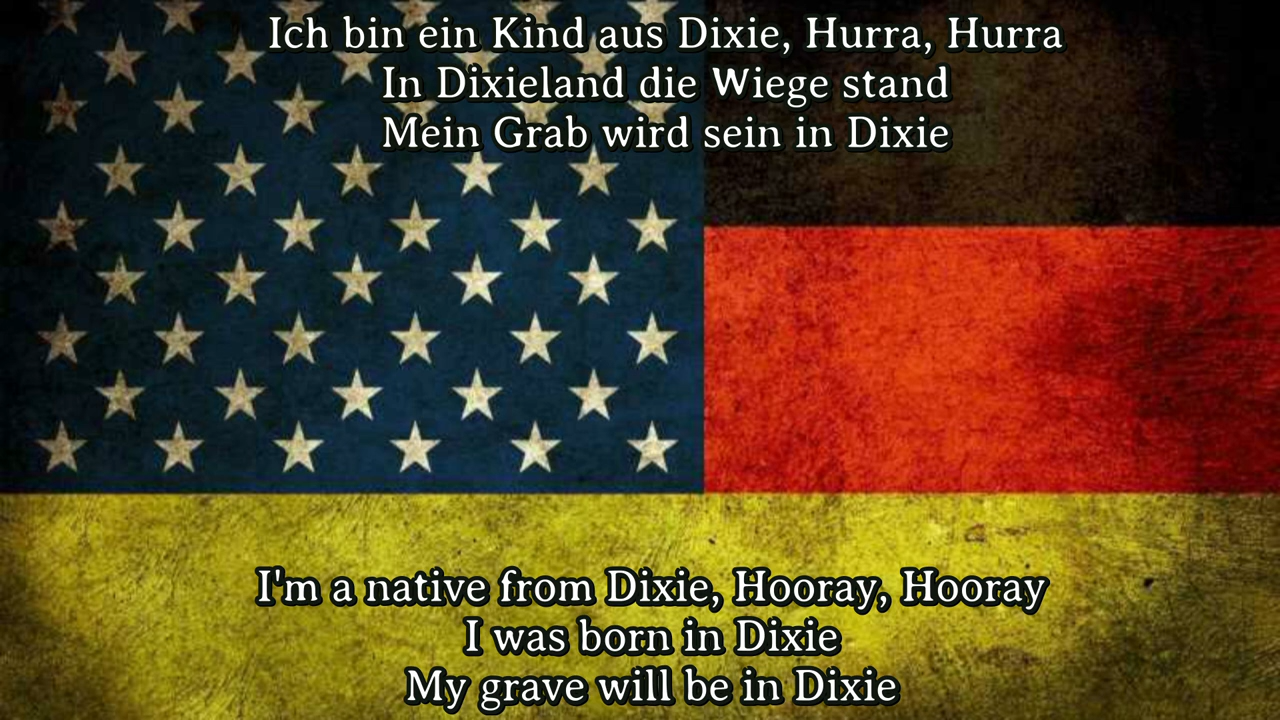 Ich bin ein Kind aus Dixie, Hurra, Hurra
In Dixieland die Wiege stand
Mein Grab wird sein in Dixie
I'm a native from Dixie, Hooray, Hooray
I was born in Dixie
My grave will be in Dixie